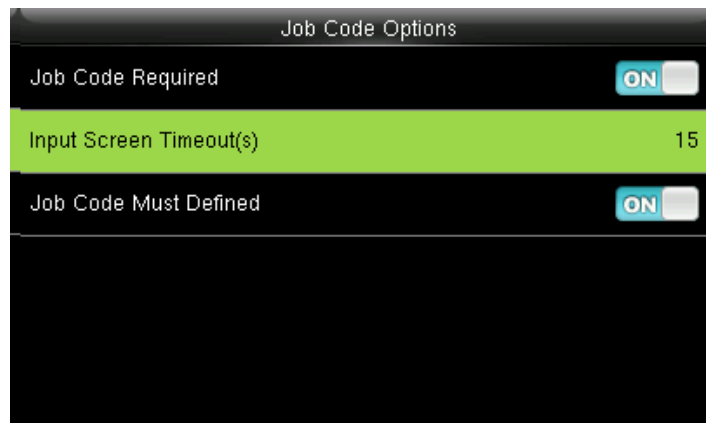 Job Code Options
Job Code Required ON
Input Screen Timeout(s) 15
Job Code Must Defined ON